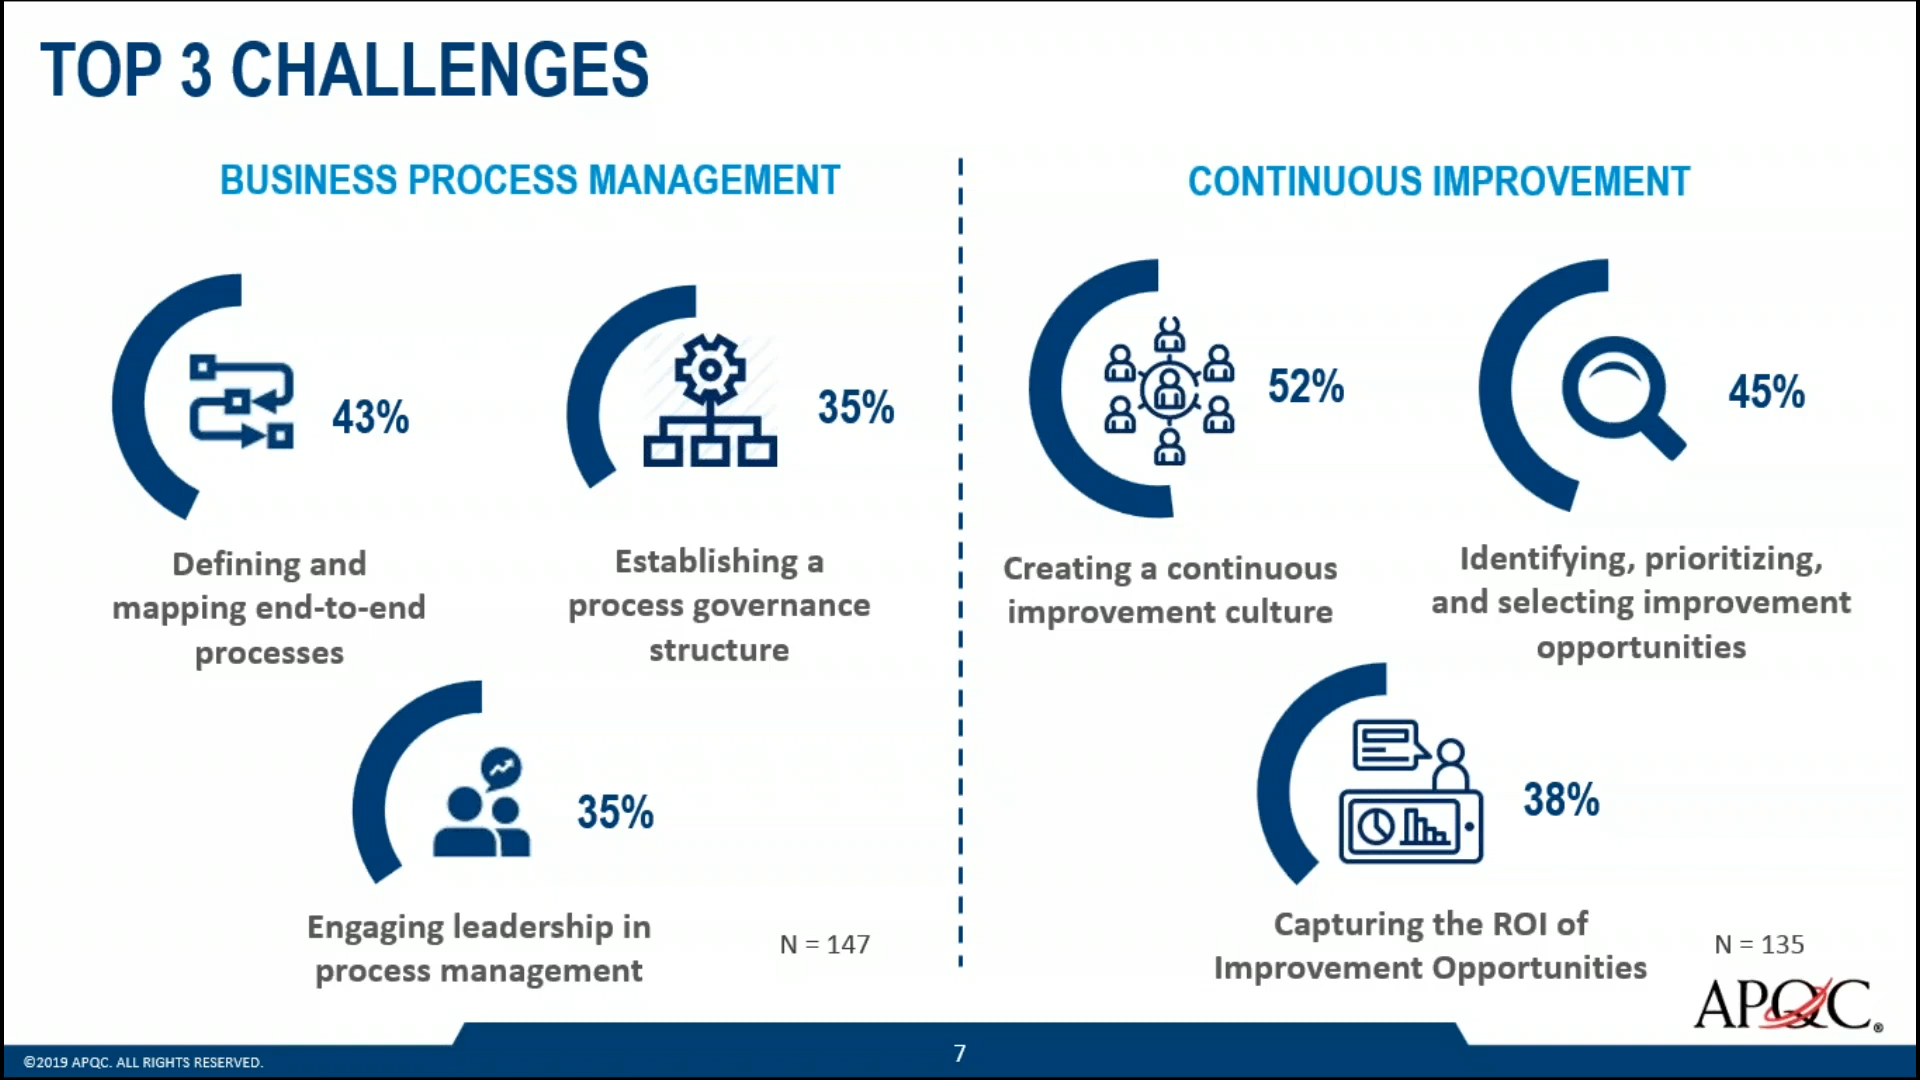 TOP 3 CHALLENGES
BUSINESS PROCESS MANAGEMENT
43%
Defining and
mapping end-to-end
processes
35%
Establishing a
process governance
structure
35%
Engaging leadership in
process management
N = 147
CONTINUOUS IMPROVEMENT
52%
Creating a continuous
improvement culture
45%
Identifying, prioritizing,
and selecting improvement
opportunities
38%
Capturing the ROI of
Improvement Opportunities
N = 135
APQC®
©2019 APQC. ALL RIGHTS RESERVED.
7